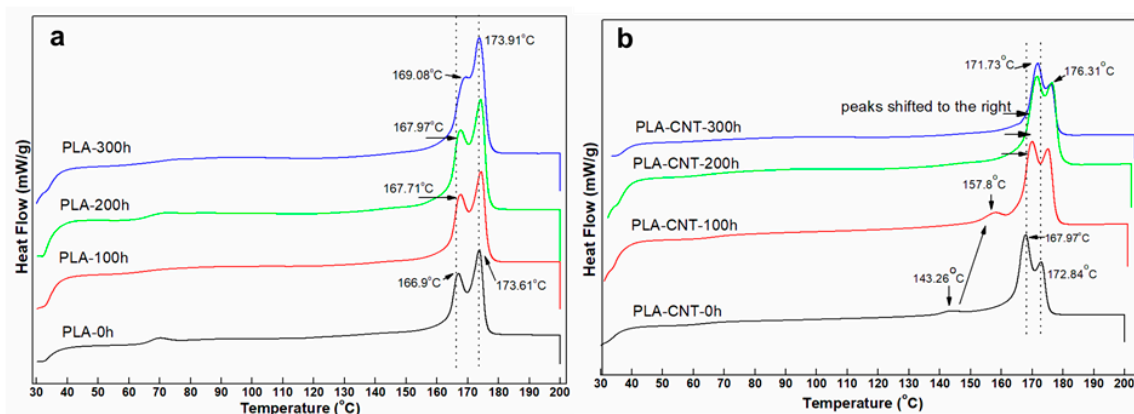 a
173.91°C
169.08°C
167.97°C
PLA-300h
167.71°C
PLA-200h
PLA-100h
166.9°C
173.61°C
PLA-0h
Heat Flow (mW/g)
30 40 50 60 70 80 90 100 110 120 130 140 150 160 170 180 190 200
Temperature (°C)
b
171.73°C
176.31°C
peaks shifted to the right
PLA-CNT-300h
PLA-CNT-200h
157.8°C
PLA-CNT-100h
167.97°C
143.26°C
172.84°C
PLA-CNT-0h
Heat Flow (mW/g)
30 40 50 60 70 80 90 100 110 120 130 140 150 160 170 180 190 200
Temperature (°C)